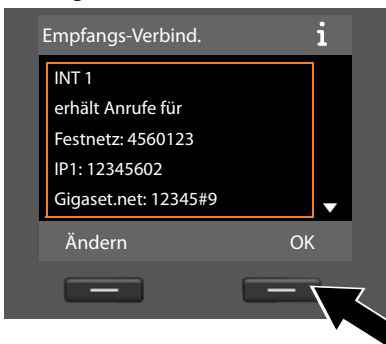 Empfangs-Verbind. i
INT 1
erhält Anrufe für
Festnetz: 4560123
IP1: 12345602
Gigaset.net: 12345#9
Ändern OK